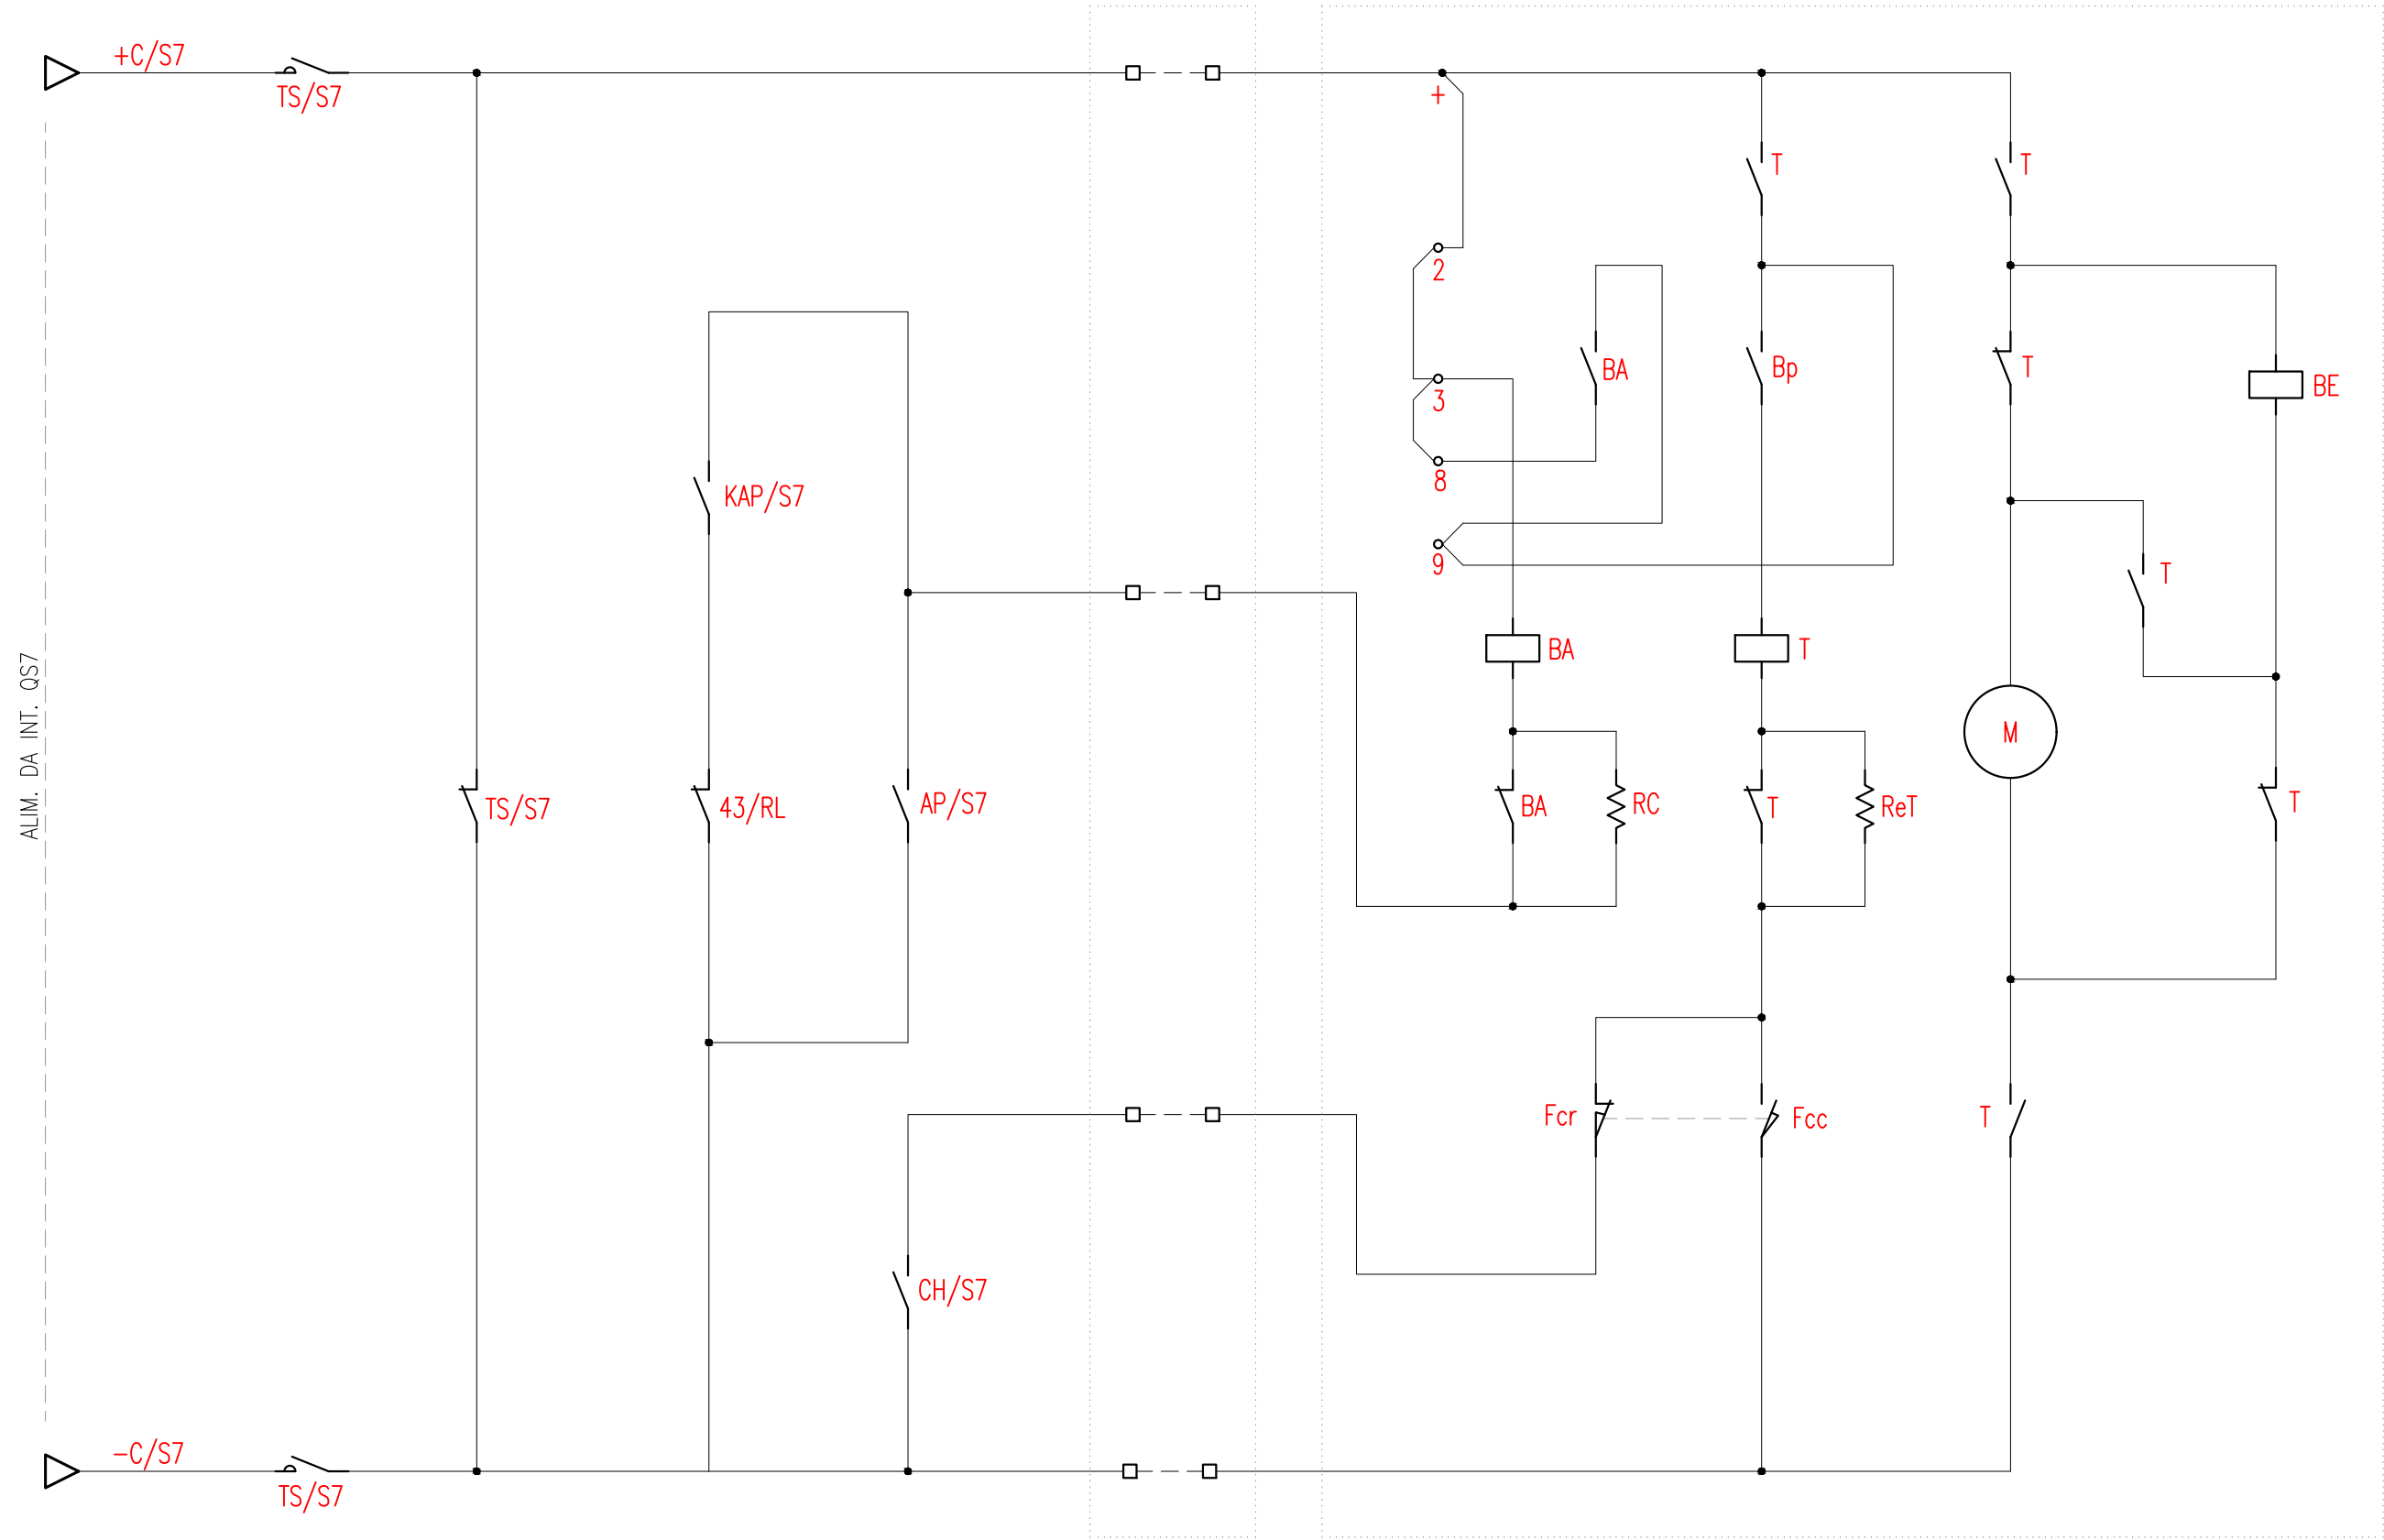 +C/S7
TS/S7
+
T
T
2
BA
Bp
T
BE
3
KAP/S7
8
9
T
ALIM. DA INT. QS7
BA
T
M
TS/S7
43/RL
AP/S7
BA
RC
T
ReT
T
Fcr
Fcc
T
CH/S7
-C/S7
TS/S7